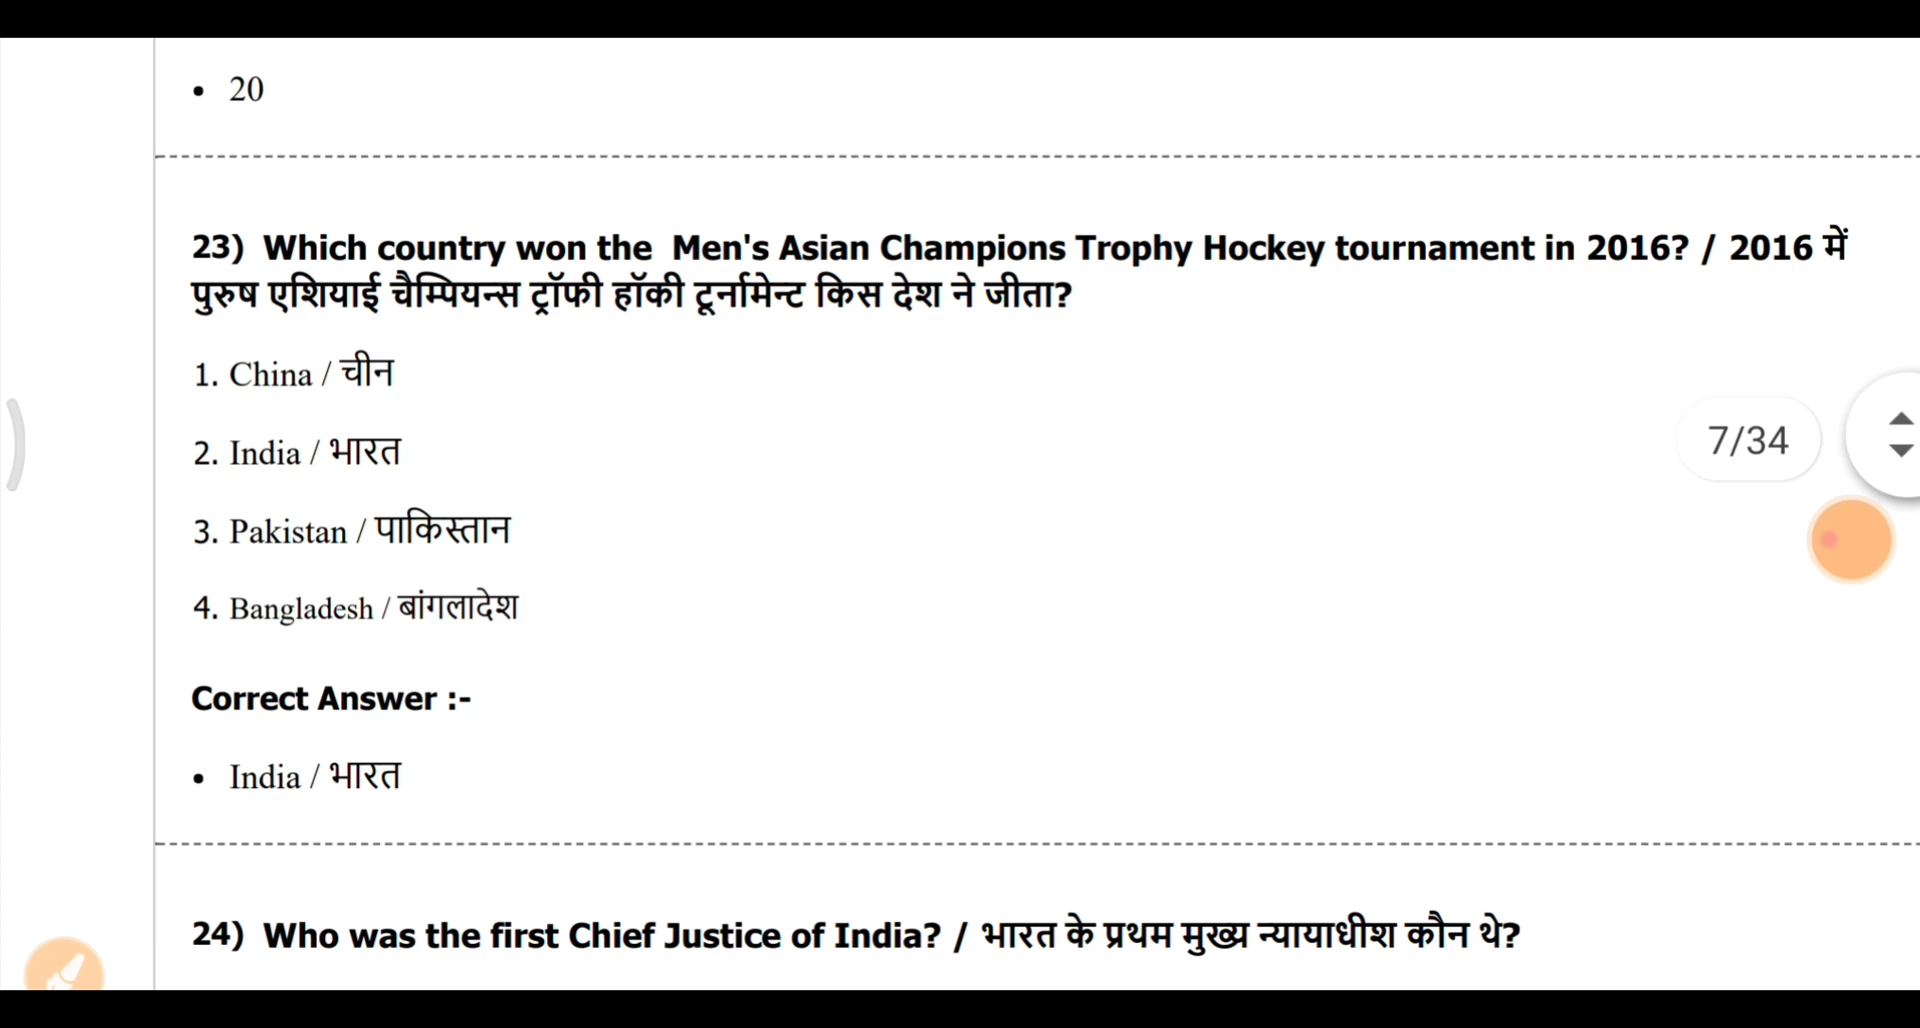 • 20
23) Which country won the Men's Asian Champions Trophy Hockey tournament in 2016? / 2016 में
पुरुष एशियाई चैम्पियन्स ट्रॉफी हॉकी टूर्नामेन्ट किस देश ने जीता?
1. China / चीन
2. India / भारत
7/34
3. Pakistan / पाकिस्तान
4. Bangladesh / बांगलादेश
Correct Answer :-
• India / भारत
24) Who was the first Chief Justice of India? / भारत के प्रथम मुख्य न्यायाधीश कौन थे?